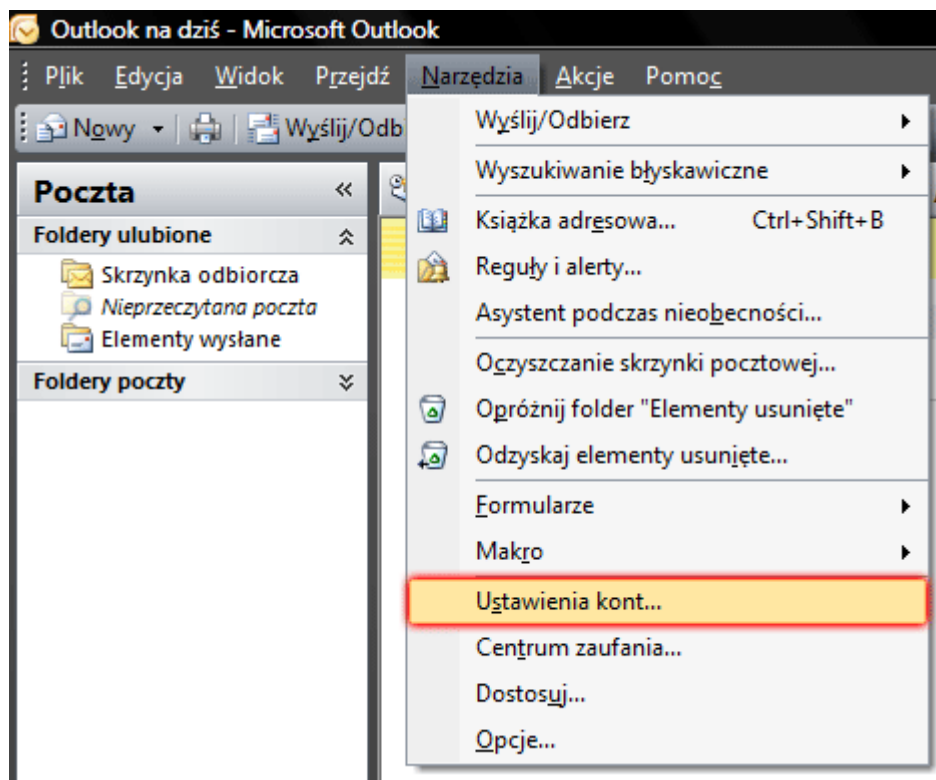 Outlook na dziś - Microsoft Outlook
Plik Edycja Widok Przejdź Narzędzia Akcje Pomoc
Nowy Wyślij/Odb
Poczta
Foldery ulubione
Skrzynka odbiorcza
Nieprzeczytana poczta
Elementy wysłane
Foldery poczty
Wyślij/Odbierz
Wyszukiwanie błyskawiczne
Książka adresowa... Ctrl+Shift+B
Reguły i alerty...
Asystent podczas nieobecności...
Oczyszczanie skrzynki pocztowej...
Opróżnij folder "Elementy usunięte"
Odzyskaj elementy usunięte...
Formularze
Makro
Ustawienia kont...
Centrum zaufania...
Dostosuj...
Opcje...